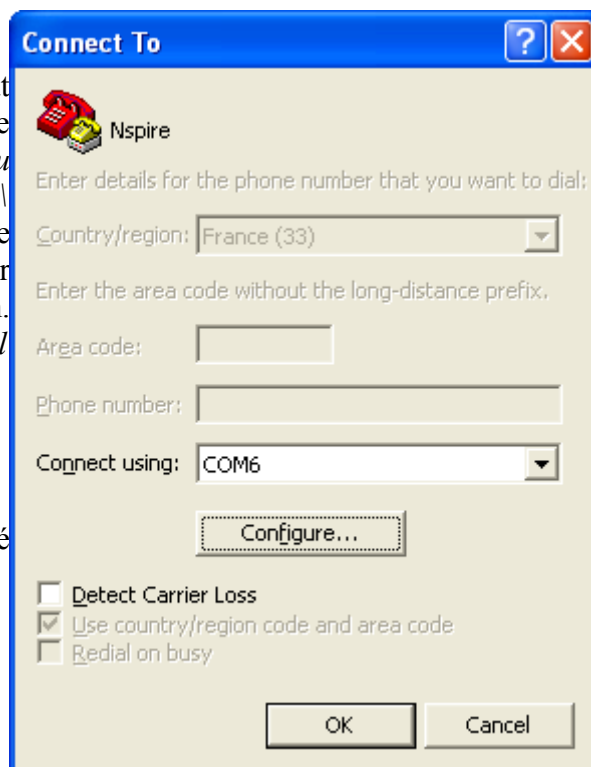 Connect To
Nspire
Enter details for the phone number that you want to dial:
Country/region: France (33)
Enter the area code without the long-distance prefix.
Area code:
Phone number:
Connect using: COM6
Configure...
Detect Carrier Loss
Use country/region code and area code
Redial on busy
OK Cancel